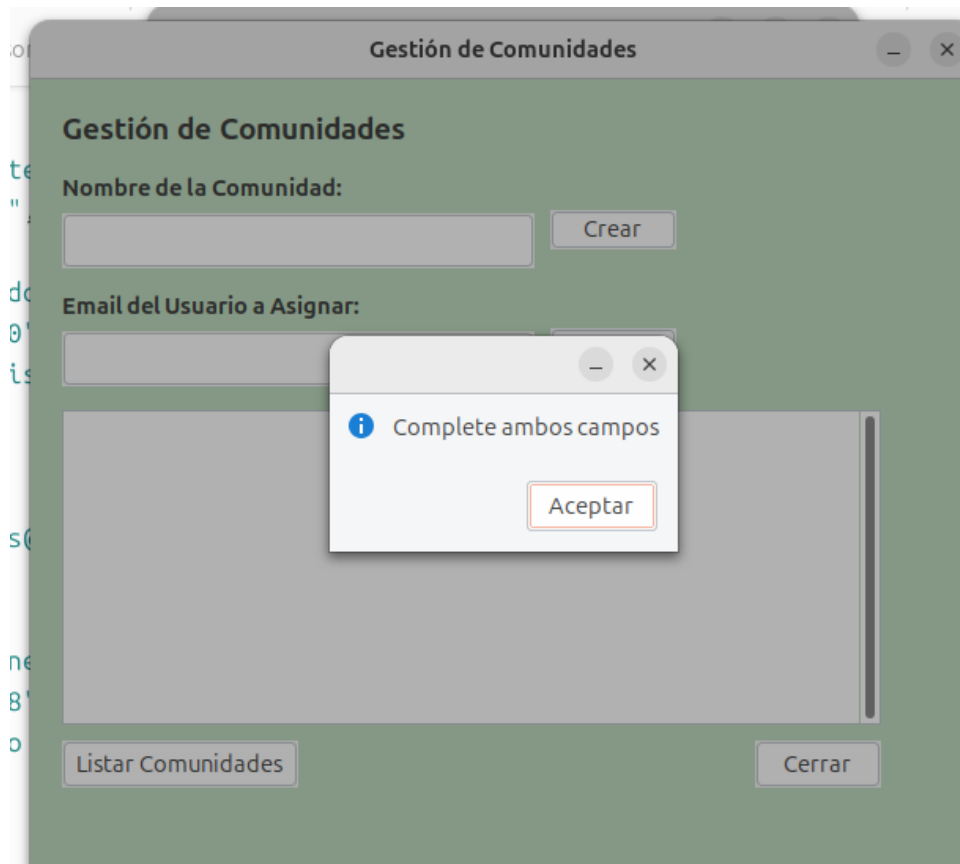 Gestión de Comunidades
Gestión de Comunidades
Nombre de la Comunidad:
Crear
Email del Usuario a Asignar:
Complete ambos campos
Aceptar
Listar Comunidades
Cerrar